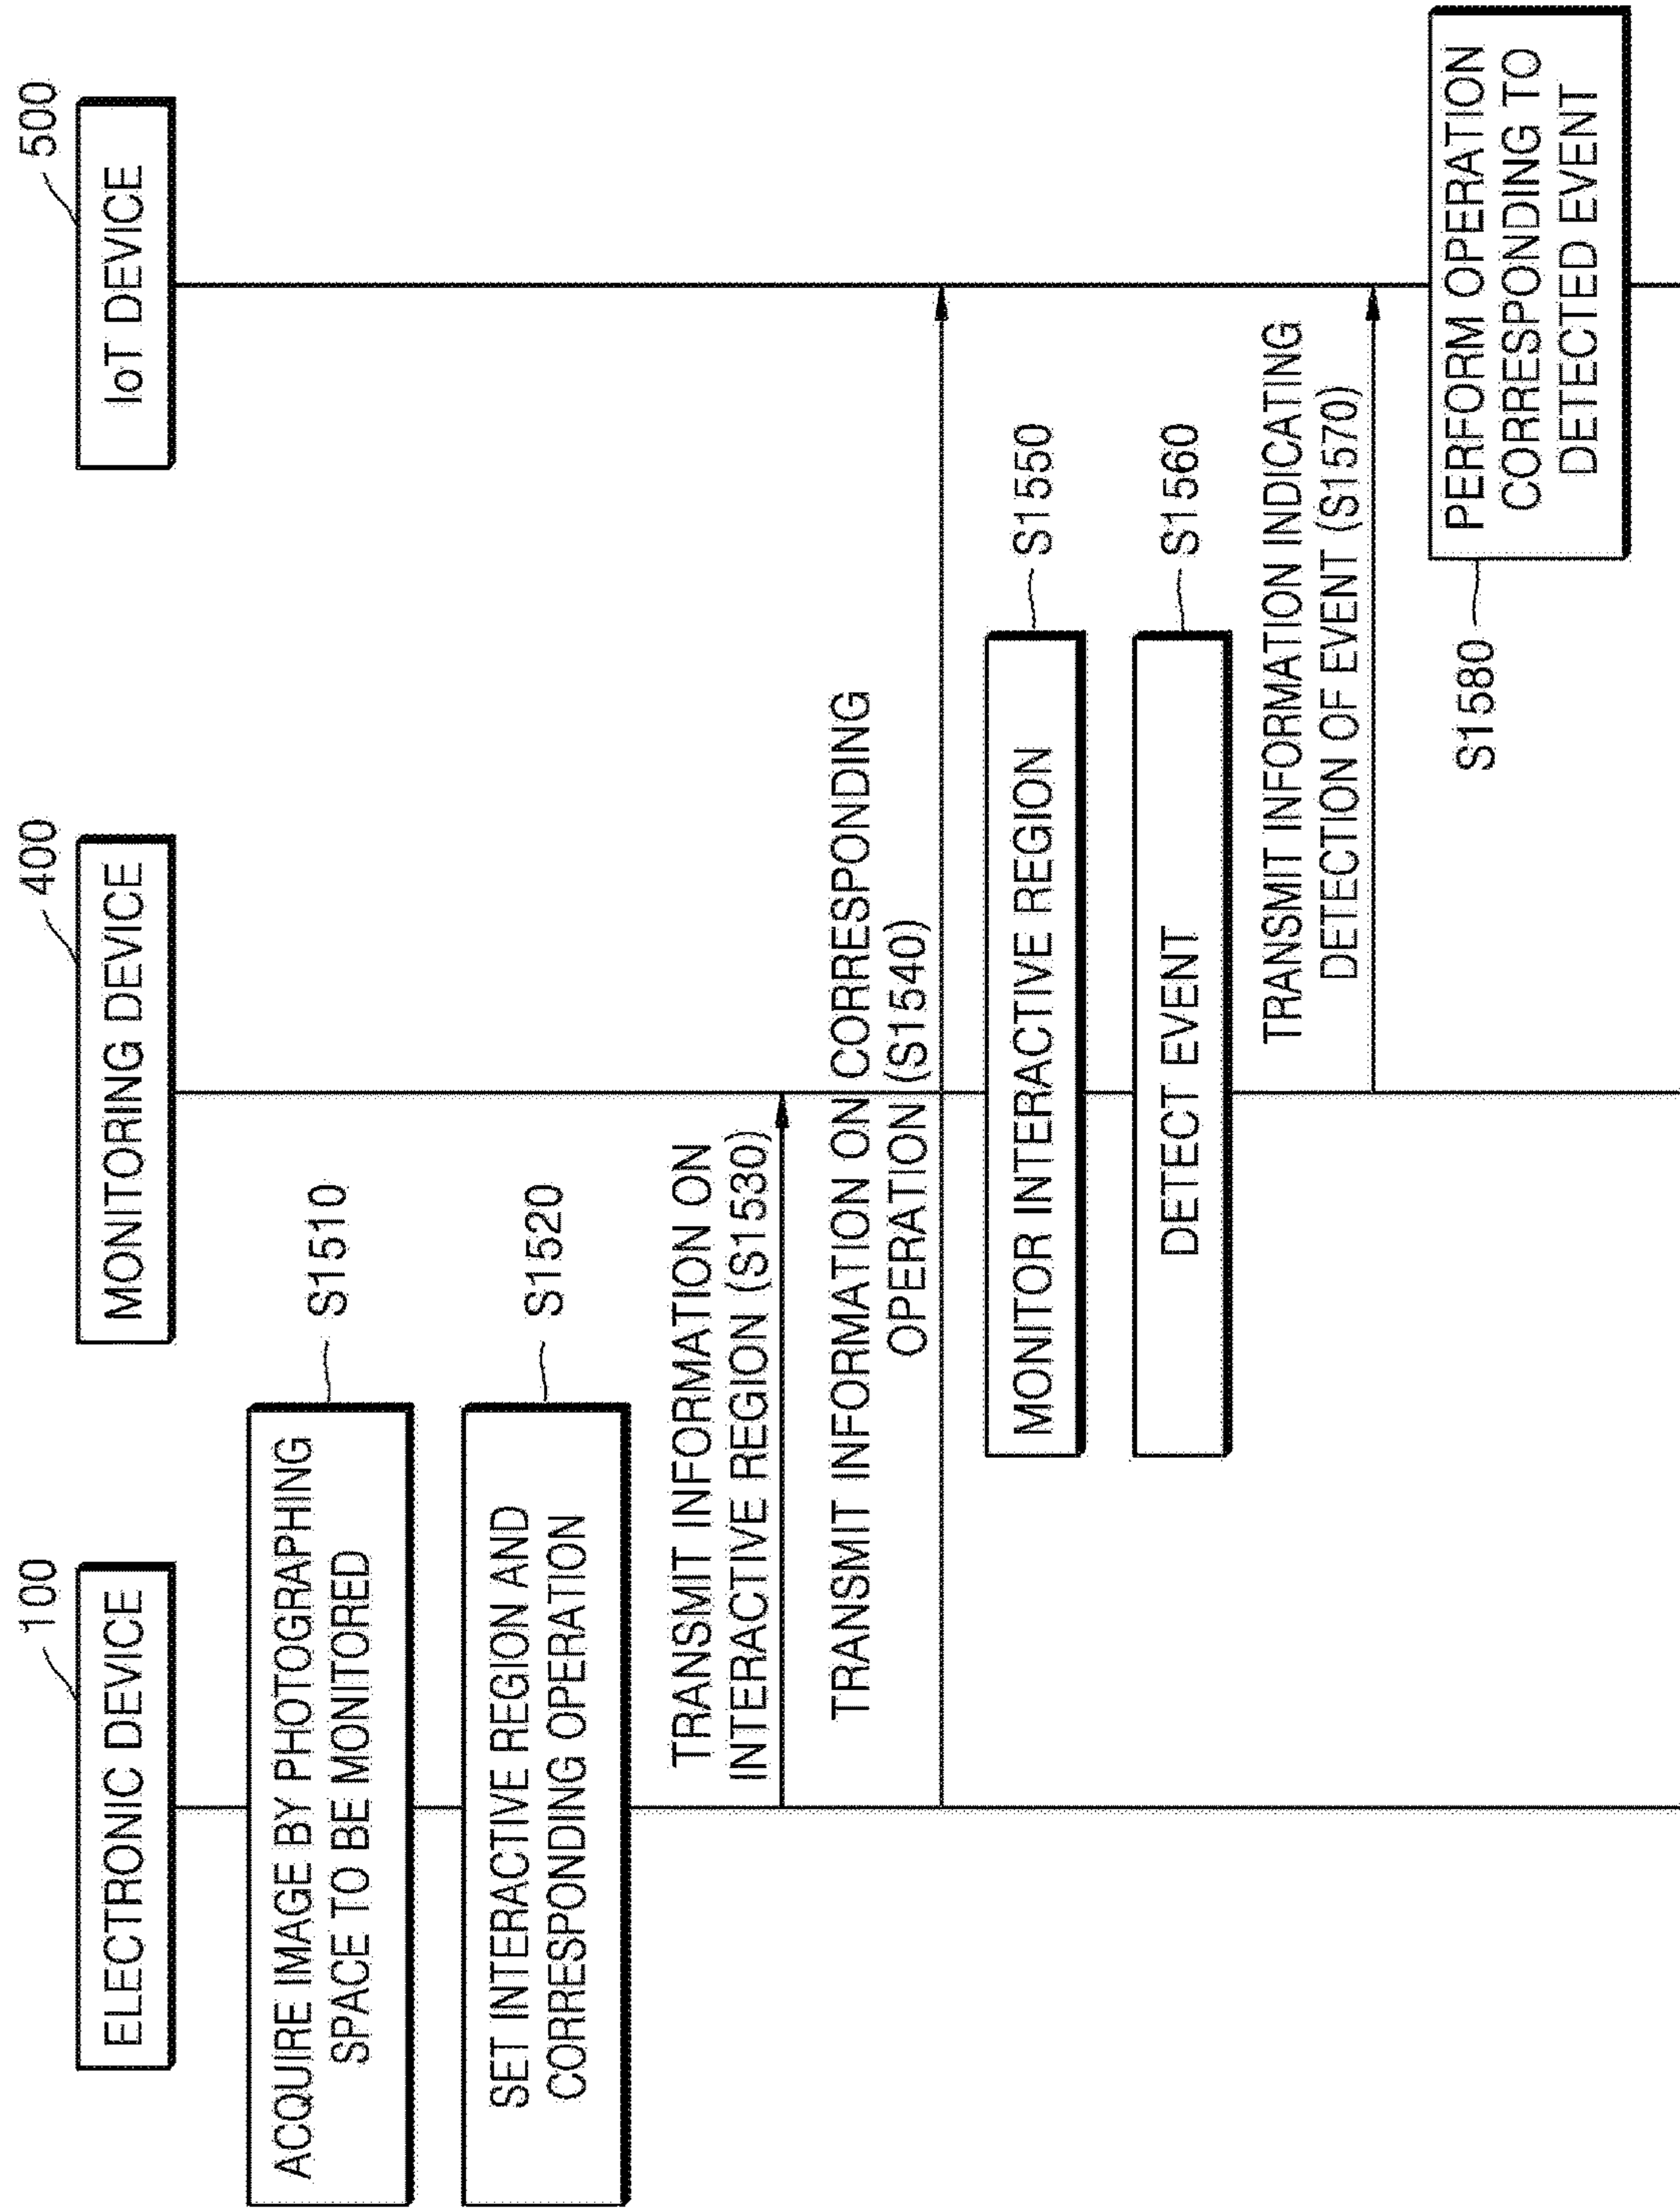 100
ELECTRONIC DEVICE
400
MONITORING DEVICE
500
IoT DEVICE
ACQUIRE IMAGE BY PHOTOGRAPHING
SPACE TO BE MONITORED
S1510
SET INTERACTIVE REGION AND
CORRESPONDING OPERATION
S1520
TRANSMIT INFORMATION ON
INTERACTIVE REGION (S1530)
TRANSMIT INFORMATION ON CORRESPONDING
OPERATION (S1540)
MONITOR INTERACTIVE REGION
S1550
DETECT EVENT
S1560
TRANSMIT INFORMATION INDICATING
DETECTION OF EVENT (S1570)
S1580
PERFORM OPERATION
CORRESPONDING TO
DETECTED EVENT